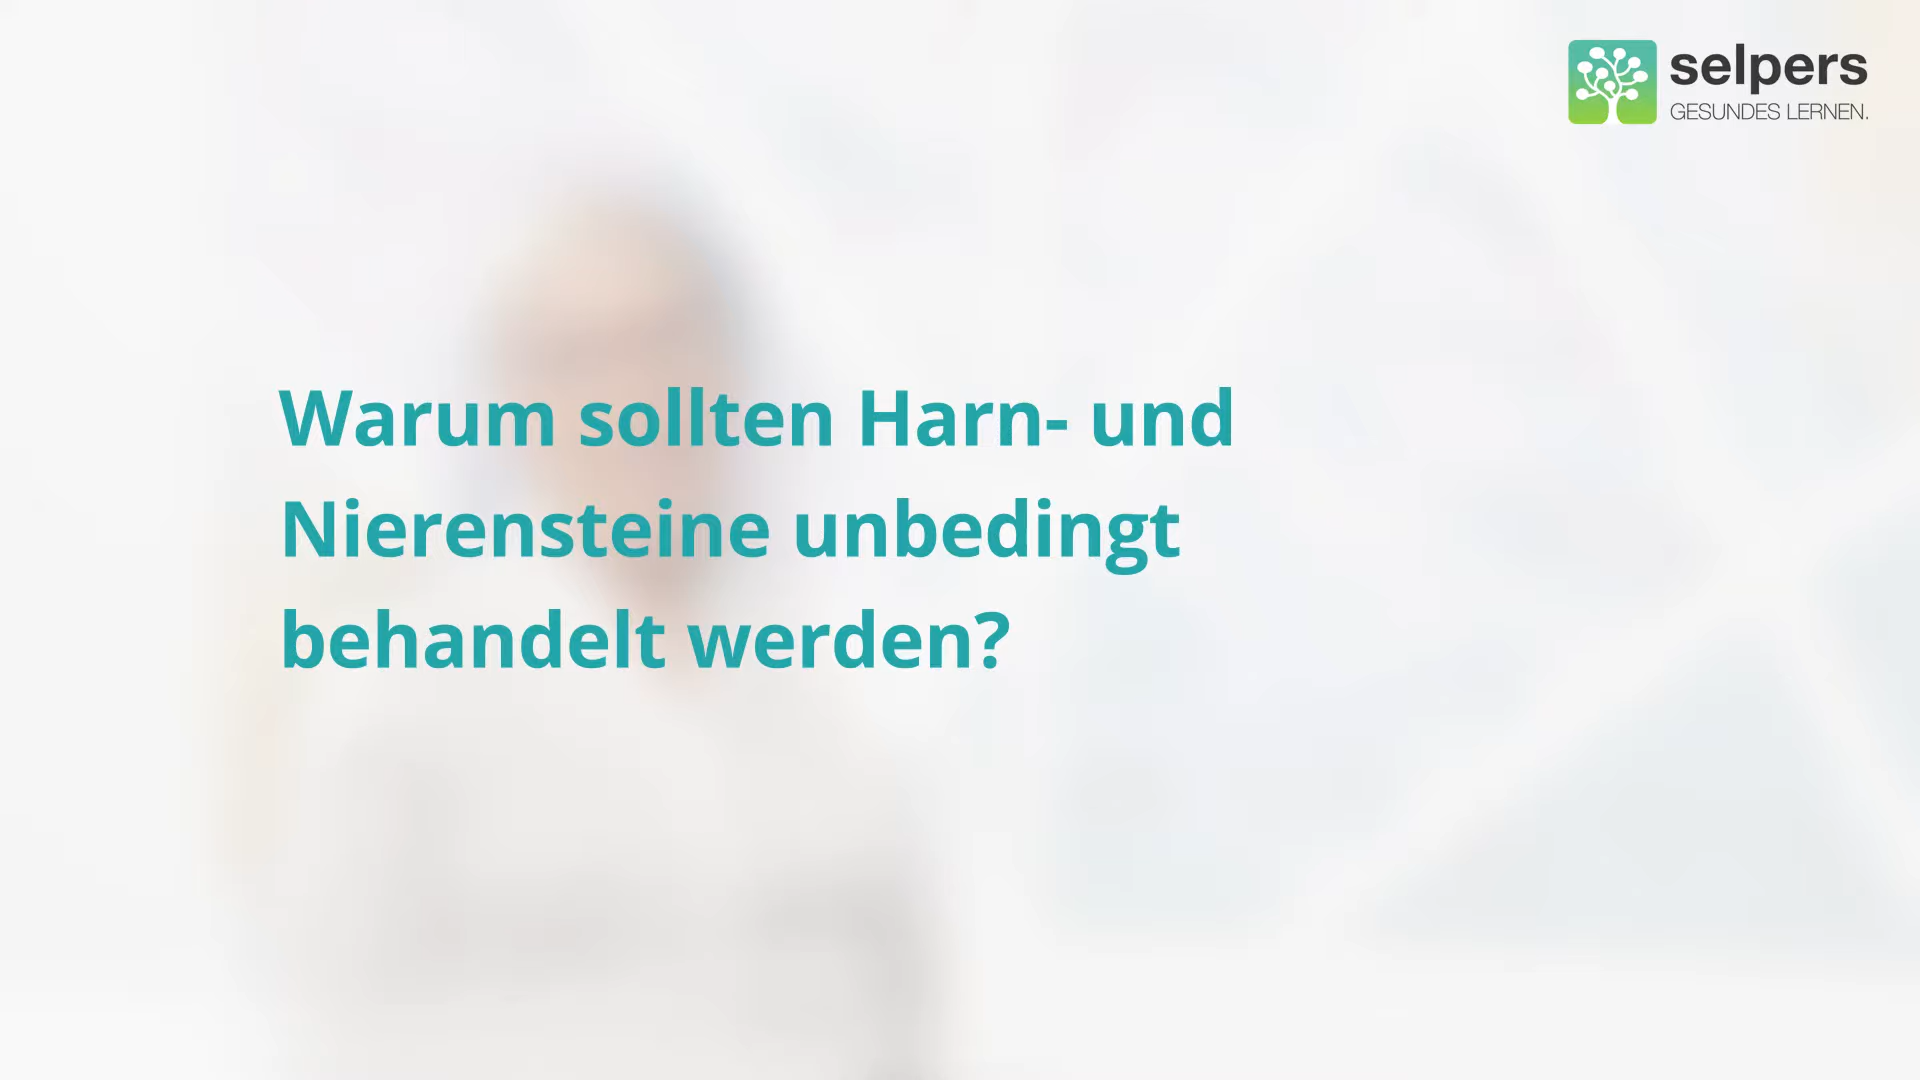 selpers
GESUNDES LERNEN.
Warum sollten Harn- und
Nierensteine unbedingt
behandelt werden?